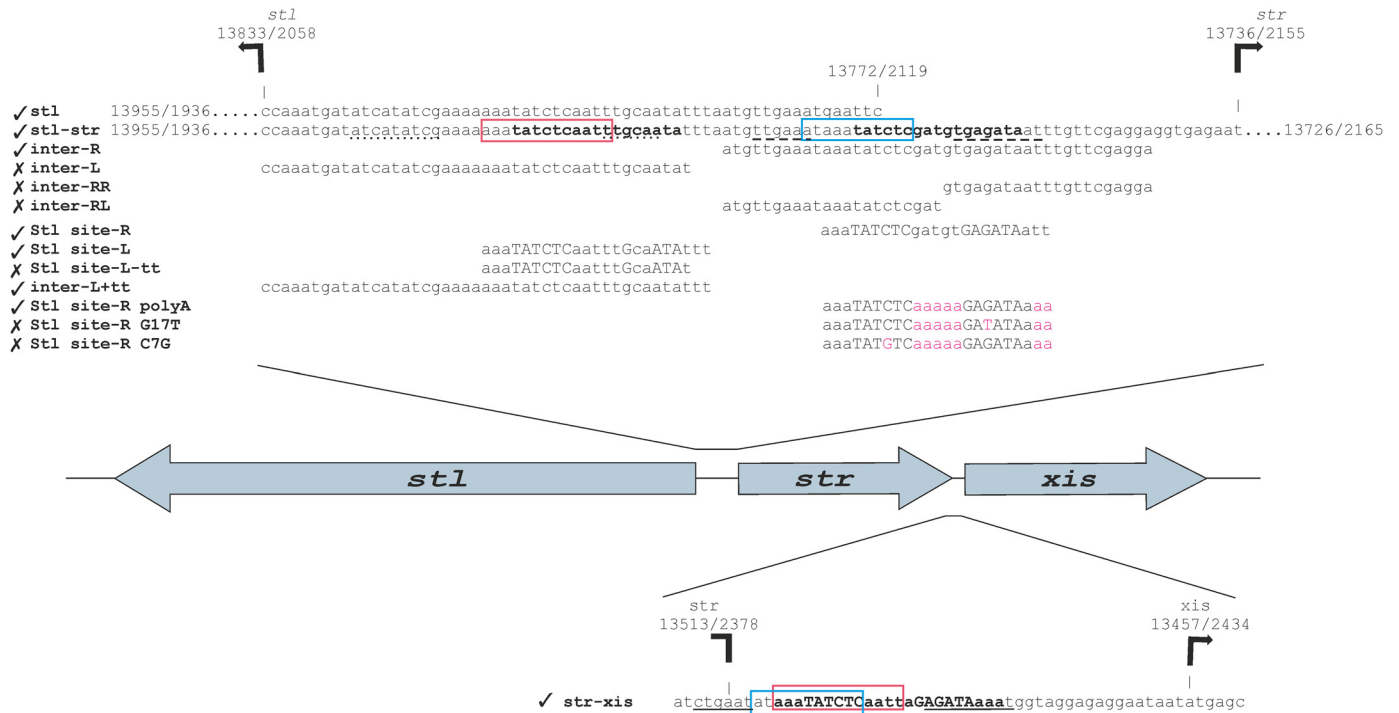 stl
13833/2058
str
13736/2155
13772/2119
✓ stl 13955/1936.....ccaaatgatatcatatcgaaaaaaatatctcaatttgcaatatttaatgttgaaatgaattc
✓ stl-str 13955/1936.....ccaaatgatatcatatcgaaaaaaatatctcaatttgcaatatttaatgttgaaataaatatctcgatgtgagataatttgttcgaggaggtgagaat....13726/2165
✓ inter-R atgttgaaataaatatctcgatgtgagataatttgttcgagga
✗ inter-L ccaaatgatatcatatcgaaaaaaatatctcaatttgcaatat
✗ inter-RR gtgagataatttgttcgagga
✗ inter-RL atgttgaaataaatatctcgat
✓ Stl site-R aaaTATCTCgatgtGAGATAatt
✓ Stl site-L aaaTATCTCaatttGcaATAttt
✗ Stl site-L-tt aaaTATCTCaatttGcaATAt
✓ inter-L+tt ccaaatgatatcatatcgaaaaaaatatctcaatttgcaatattt
✓ Stl site-R polyA aaaTATCTCaaaaaGAGATAaaa
✗ Stl site-R G17T aaaTATCTCaaaaaGATATAaaa
✗ Stl site-R C7G aaaTATGTCaaaaaGAGATAaaa
stl
str
xis
str
13513/2378
xis
13457/2434
✓ str-xis atctgaatataaaTATCTCaattaGAGATAaaatggtaggagaggaataatatgagc